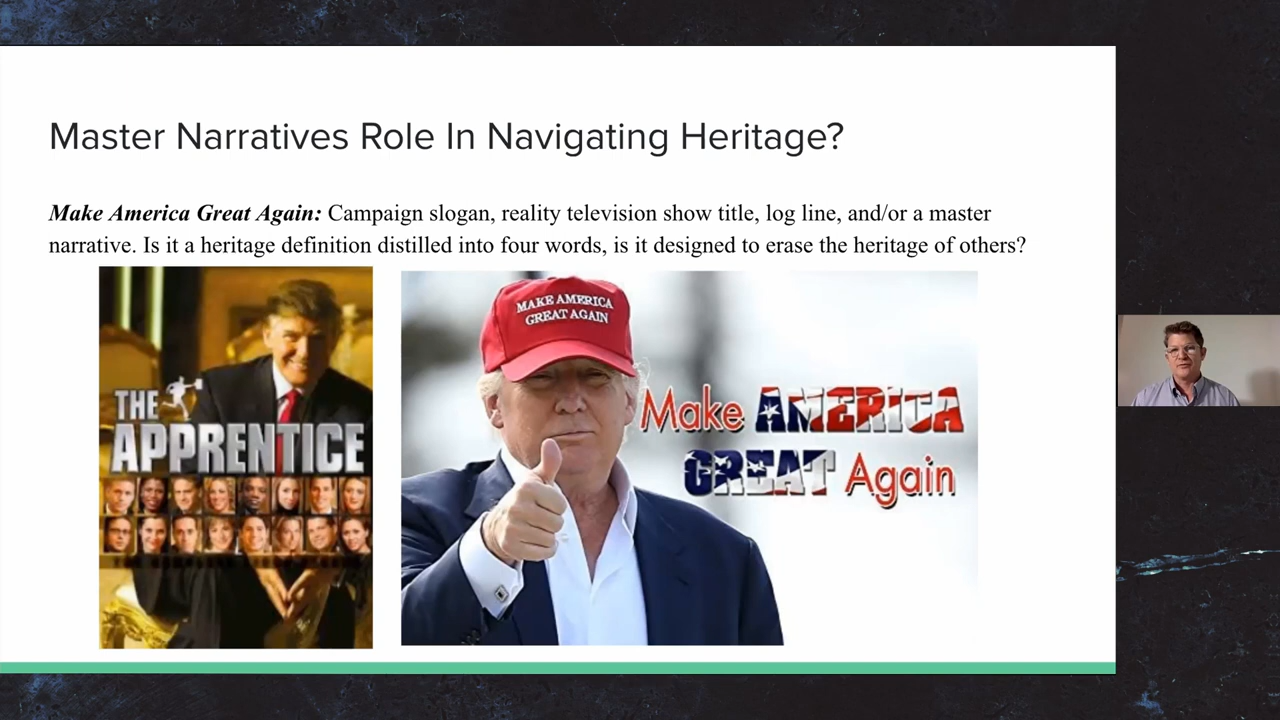 Master Narratives Role In Navigating Heritage?
Make America Great Again: Campaign slogan, reality television show title, log line, and/or a master
narrative. Is it a heritage definition distilled into four words, is it designed to erase the heritage of others?
THE
APPRENTICE
MAKE AMERICA
GREAT AGAIN
Make AMERICA
GREAT Again